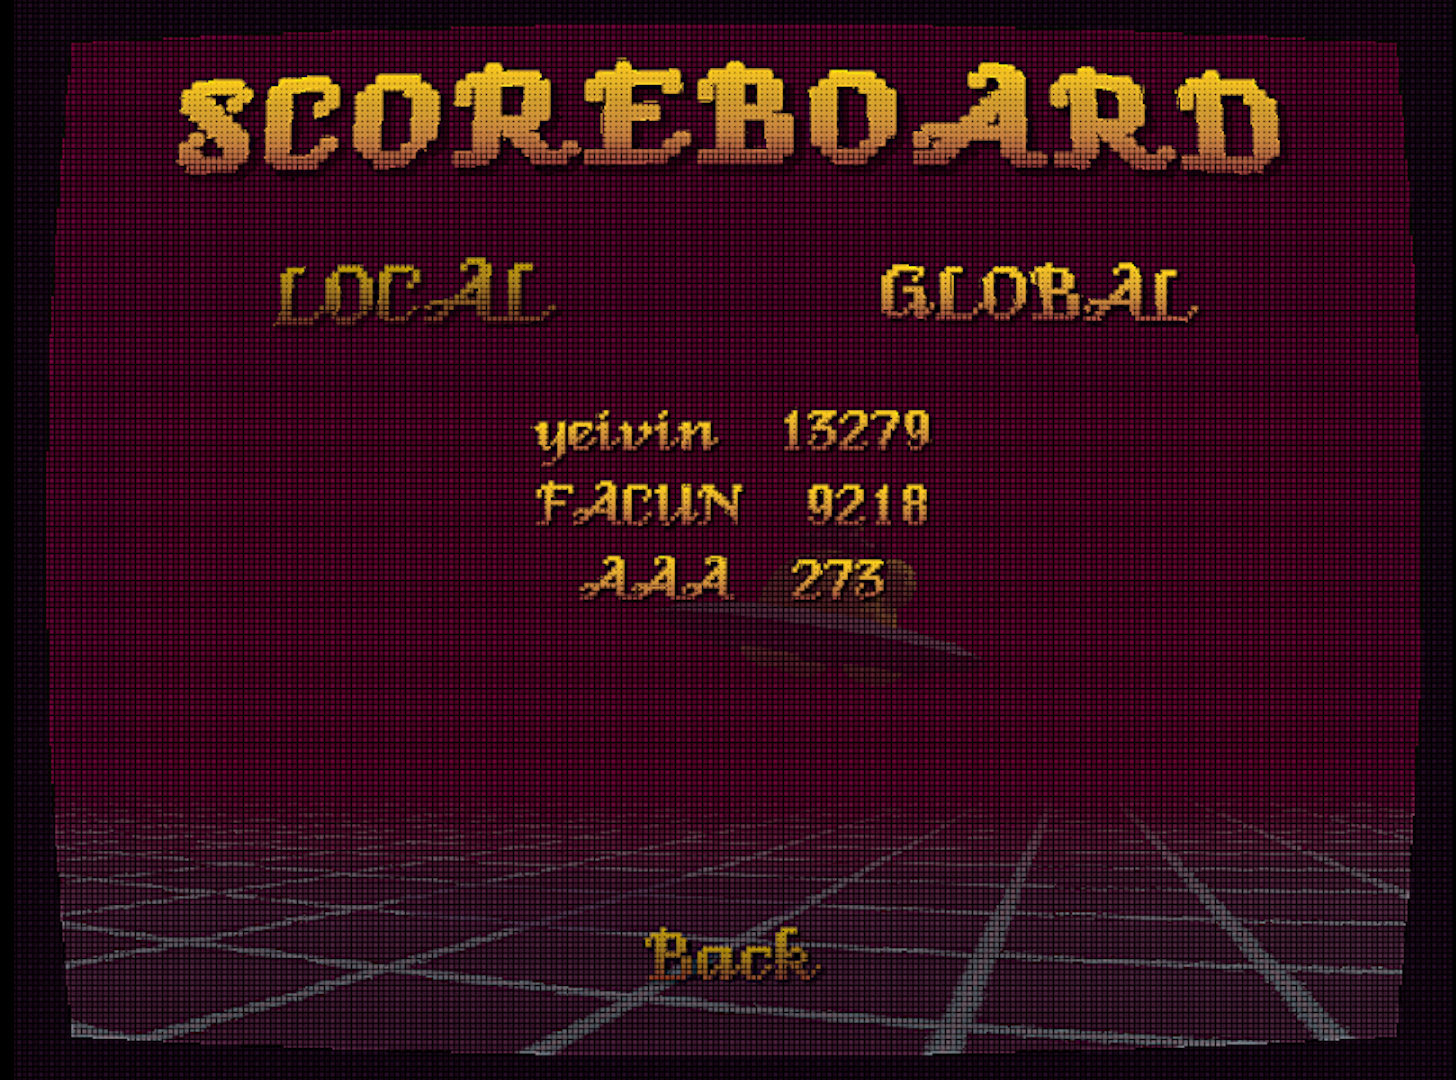 SCOREBOARD
LOCAL GLOBAL
yeivin 13279
FACUN 9218
AAA 273
Back